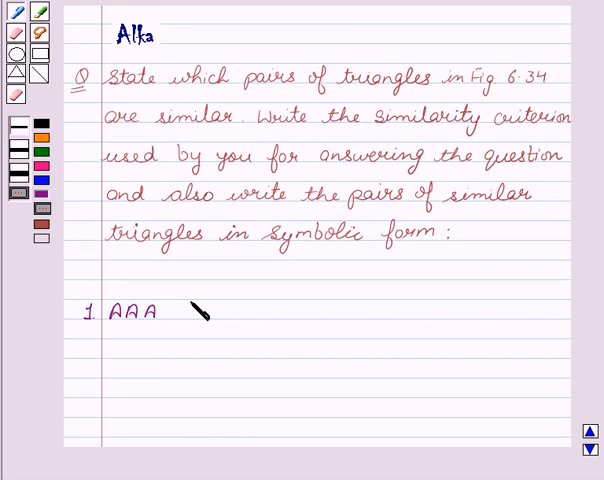 Alka
Q State which pairs of triangles in Fig 6.34
are similar. Write the similarity criterion
used by you for answering the question
and also write the pairs of similar
triangles in symbolic form :
1. AAA